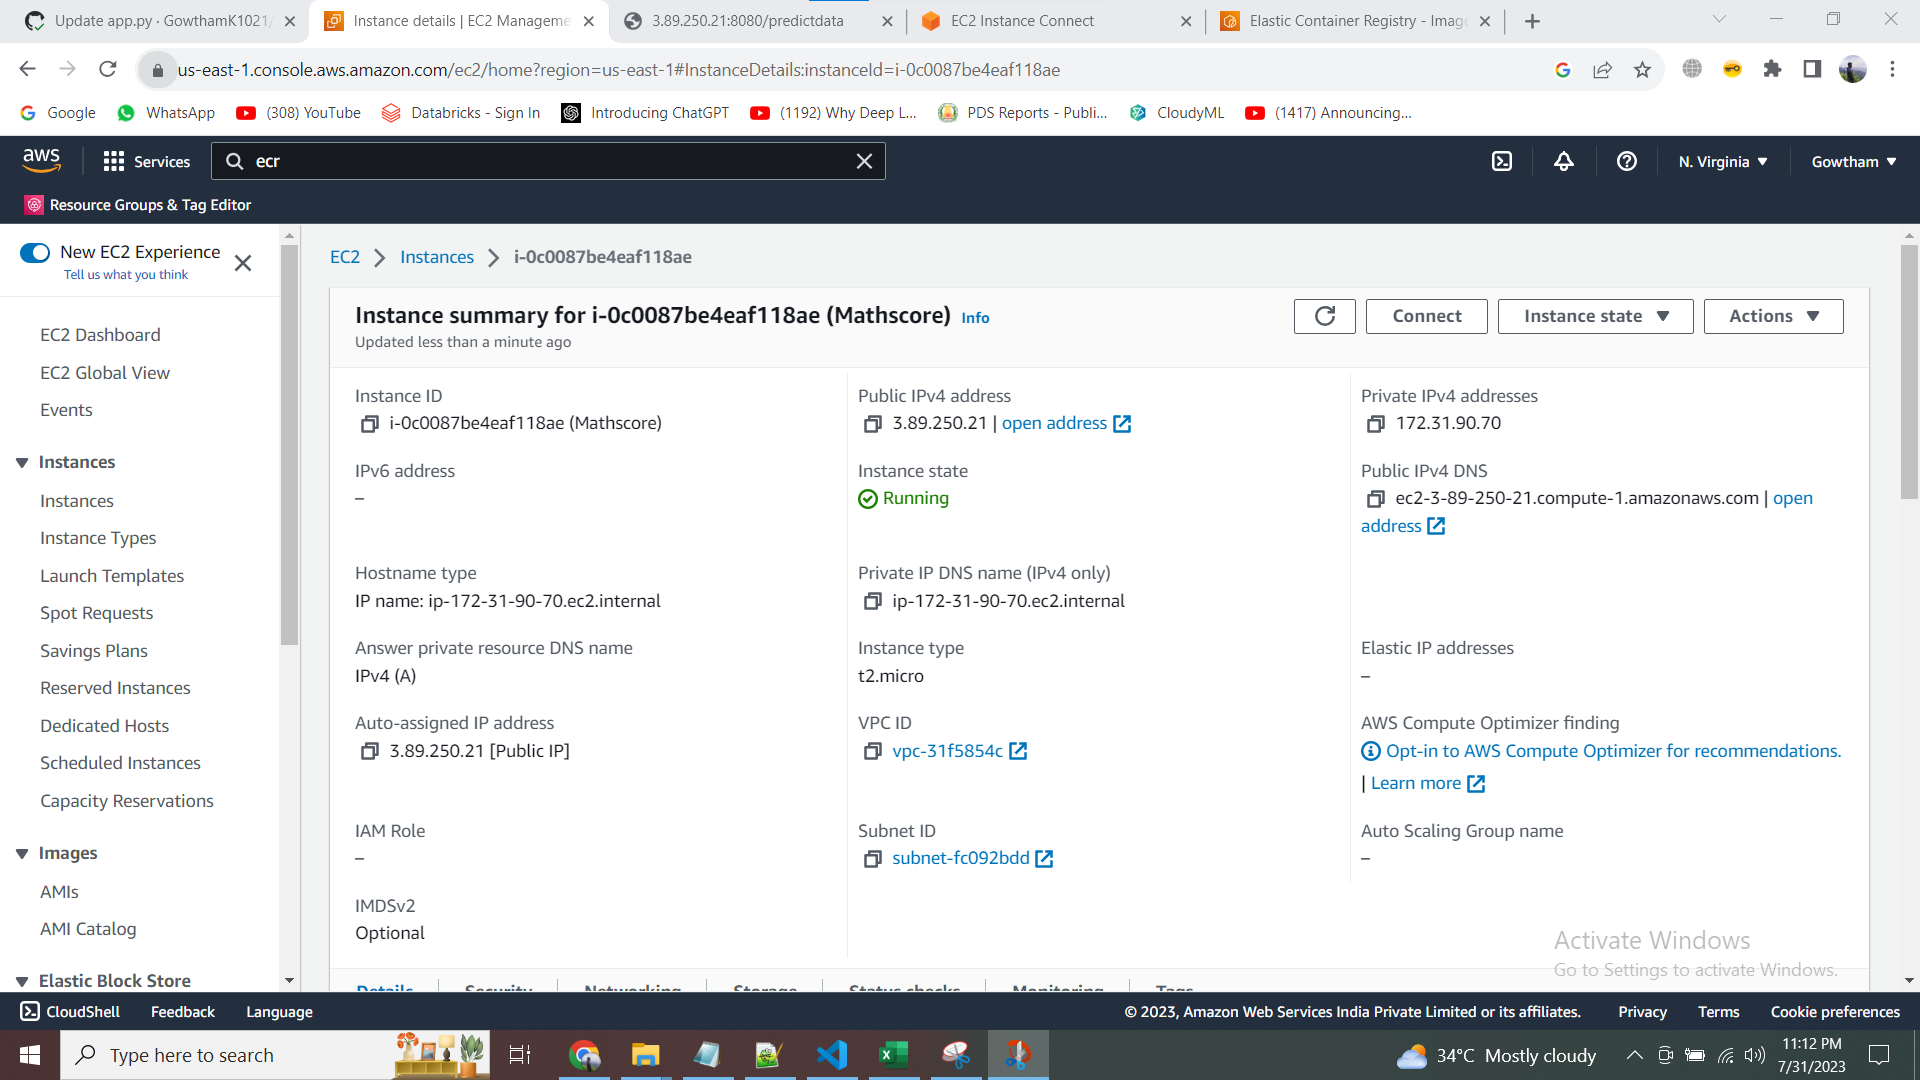 Update app.py · GowthamK1021/
Instance details | EC2 Manageme
3.89.250.21:8080/predictdata
EC2 Instance Connect
Elastic Container Registry - Image
us-east-1.console.aws.amazon.com/ec2/home?region=us-east-1#InstanceDetails:instanceId=i-0c0087be4eaf118ae
Google
WhatsApp
(308) YouTube
Databricks - Sign In
Introducing ChatGPT
(1192) Why Deep L...
PDS Reports - Publi...
CloudyML
(1417) Announcing...
aws
Services
ecr
N. Virginia
Gowtham
Resource Groups & Tag Editor
New EC2 Experience
Tell us what you think
EC2 Dashboard
EC2 Global View
Events
Instances
Instances
Instance Types
Launch Templates
Spot Requests
Savings Plans
Reserved Instances
Dedicated Hosts
Scheduled Instances
Capacity Reservations
Images
AMIs
AMI Catalog
Elastic Block Store
EC2
Instances
i-0c0087be4eaf118ae
Instance summary for i-0c0087be4eaf118ae (Mathscore) Info
Updated less than a minute ago
Connect
Instance state
Actions
Instance ID
i-0c0087be4eaf118ae (Mathscore)
Public IPv4 address
3.89.250.21 | open address
Private IPv4 addresses
172.31.90.70
IPv6 address
–
Instance state
Running
Public IPv4 DNS
ec2-3-89-250-21.compute-1.amazonaws.com | open
address
Hostname type
IP name: ip-172-31-90-70.ec2.internal
Private IP DNS name (IPv4 only)
ip-172-31-90-70.ec2.internal
Answer private resource DNS name
IPv4 (A)
Instance type
t2.micro
Elastic IP addresses
–
Auto-assigned IP address
3.89.250.21 [Public IP]
VPC ID
vpc-31f5854c
AWS Compute Optimizer finding
Opt-in to AWS Compute Optimizer for recommendations.
| Learn more
IAM Role
–
Subnet ID
subnet-fc092bdd
Auto Scaling Group name
–
IMDSv2
Optional
Activate Windows
Go to Settings to activate Windows.
Details
Security
Networking
Storage
Status checks
Monitoring
Tags
CloudShell
Feedback
Language
© 2023, Amazon Web Services India Private Limited or its affiliates.
Privacy
Terms
Cookie preferences
Type here to search
34°C Mostly cloudy
11:12 PM
7/31/2023